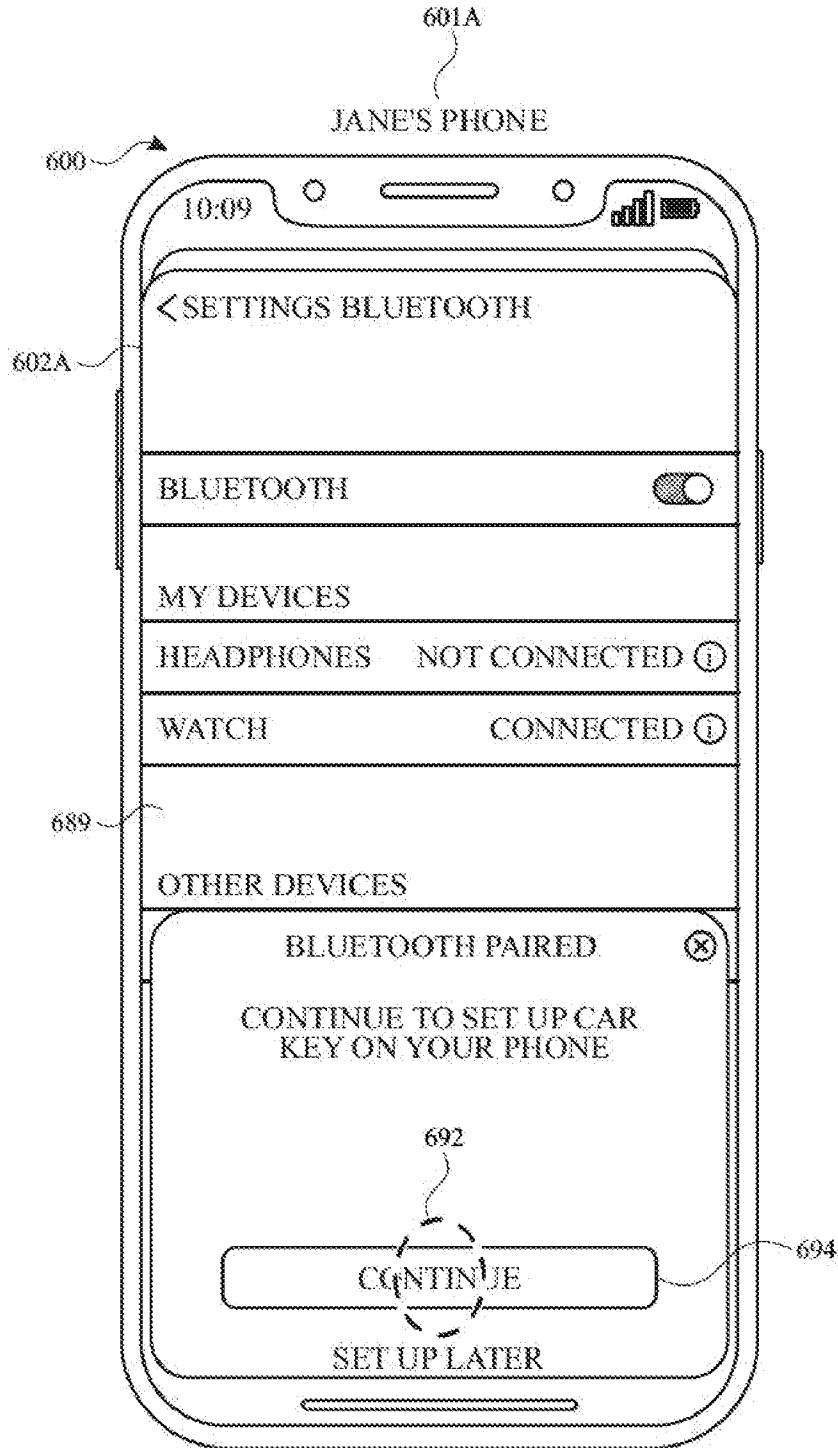 601A
JANE'S PHONE
600
10:09
< SETTINGS BLUETOOTH
602A
BLUETOOTH
MY DEVICES
HEADPHONES NOT CONNECTED i
WATCH CONNECTED i
689
OTHER DEVICES
BLUETOOTH PAIRED
CONTINUE TO SET UP CAR
KEY ON YOUR PHONE
692
CONTINUE
694
SET UP LATER